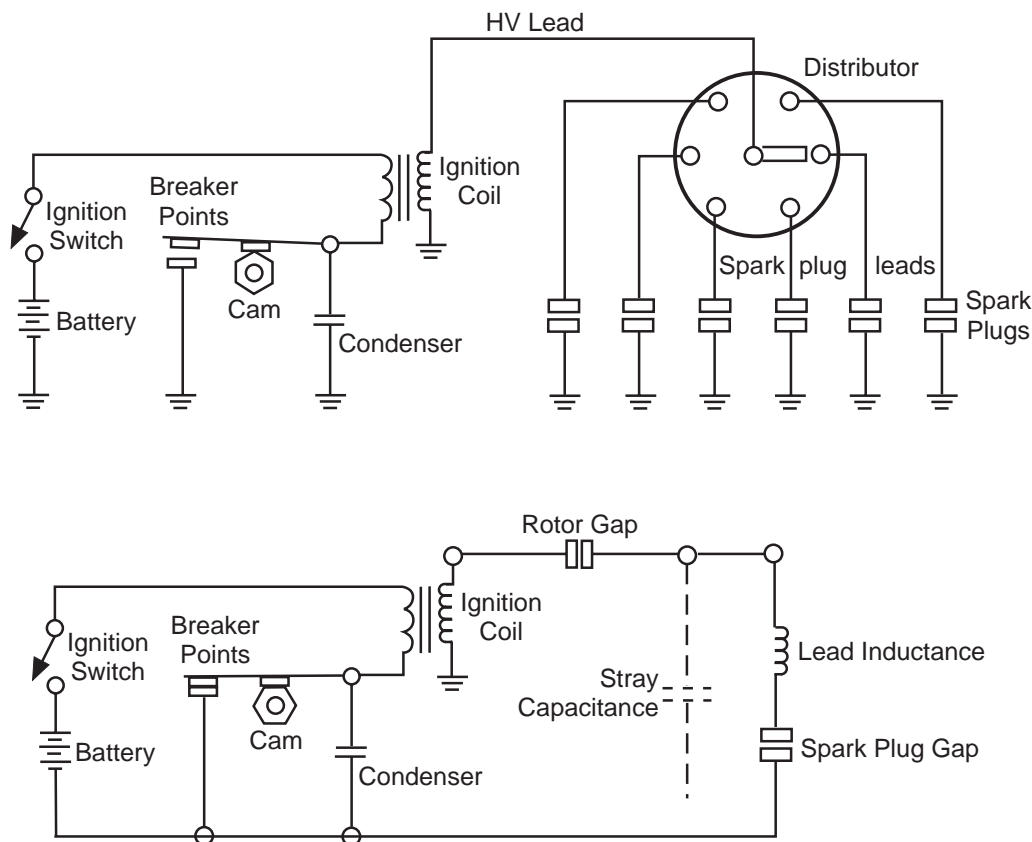 HV Lead
Distributor
Ignition
Coil
Breaker
Points
Ignition
Switch
Spark plug leads
Cam
Battery
Condenser
Spark
Plugs
Rotor Gap
Ignition
Coil
Breaker
Points
Ignition
Switch
Lead Inductance
Stray
Capacitance
Cam
Battery
Condenser
Spark Plug Gap